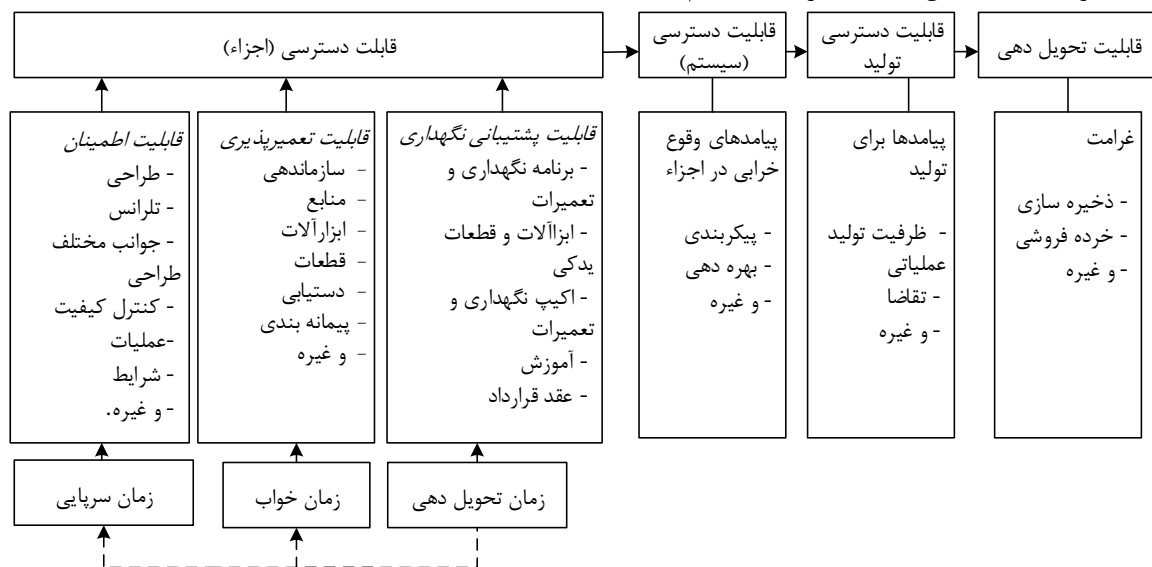 قابلت دسترسی (اجزاء)
قابلیت دسترسی
(سیستم)
قابلیت دسترسی
تولید
قابلیت تحویل دهی
قابلیت اطمینان
- طراحی
- تلرانس
- جوانب مختلف
طراحی
- کنترل کیفیت
-عملیات
- شرایط
- و غیره.
قابلیت تعمیرپذیری
- سازماندهی
- منابع
- ابزارآلات
- قطعات
- دستیابی
- پیمانه بندی
- و غیره
قابلیت پشتیبانی نگهداری
- برنامه نگهداری و
تعمیرات
- ابزاآلات و قطعات
یدکی
- اکیپ نگهداری و
تعمیرات
- آموزش
- عقد قرارداد
پیامدهای وقوع
خرابی در اجزاء
- پیکربندی
- بهره دهی
- و غیره
پیامدها برای
تولید
- ظرفیت تولید
عملیاتی
- تقاضا
- و غیره
غرامت
- ذخیره سازی
- خرده فروشی
- و غیره
زمان سرپایی
زمان خواب
زمان تحویل دهی